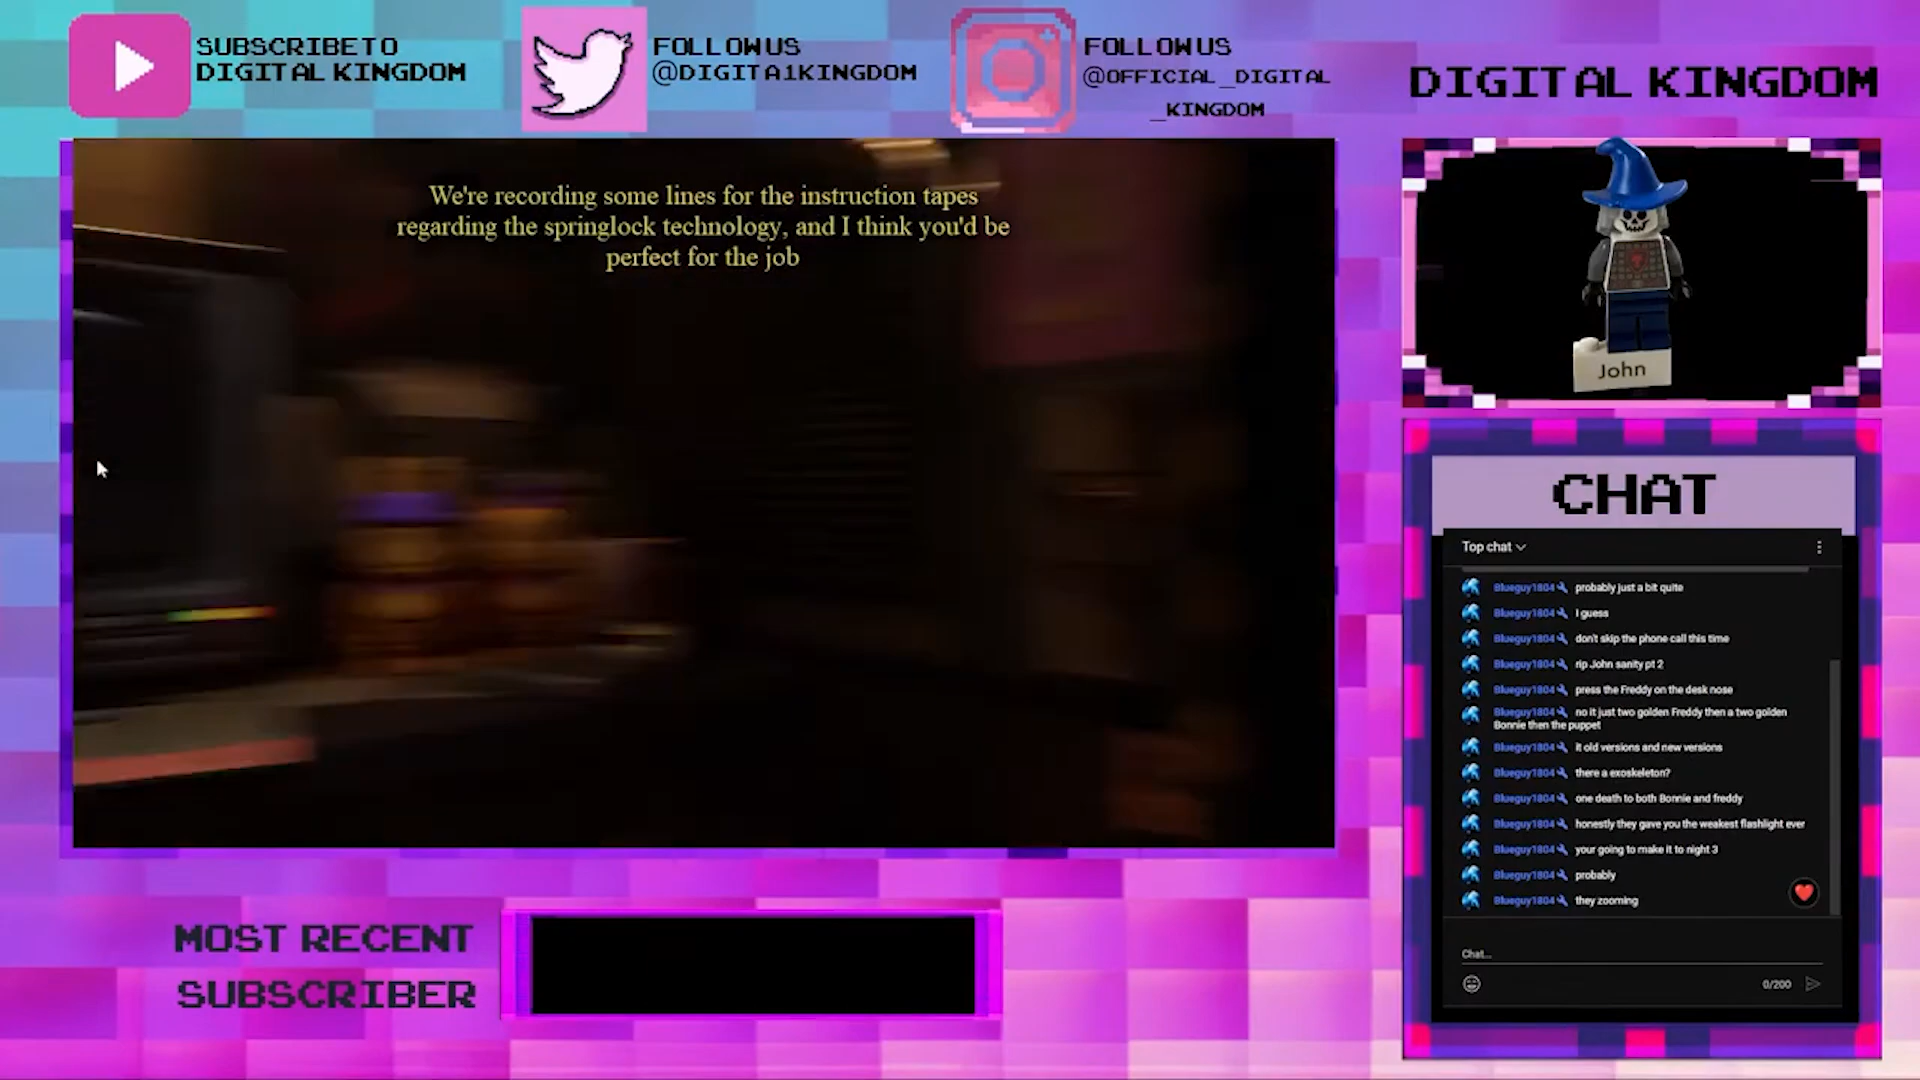 SUBSCRIBE TO
DIGITAL KINGDOM
FOLLOW US
@DIGITA1KINGDOM
FOLLOW US
@OFFICIAL_DIGITAL
_KINGDOM
DIGITAL KINGDOM
We're recording some lines for the instruction tapes
regarding the springlock technology, and I think you'd be
perfect for the job
John
CHAT
Top chat
Blueguy1804 probably just a bit quite
Blueguy1804 I guess
Blueguy1804 don't skip the phone call this time
Blueguy1804 rip John sanity pt 2
Blueguy1804 press the Freddy on the desk nose
Blueguy1804 no it just two golden Freddy then a two golden
Bonnie then the puppet
Blueguy1804 it old versions and new versions
Blueguy1804 there a exoskeleton?
Blueguy1804 one death to both Bonnie and freddy
Blueguy1804 honestly they gave you the weakest flashlight ever
Blueguy1804 your going to make it to night 3
Blueguy1804 probably
Blueguy1804 they zooming
Chat...
0/200
MOST RECENT
SUBSCRIBER